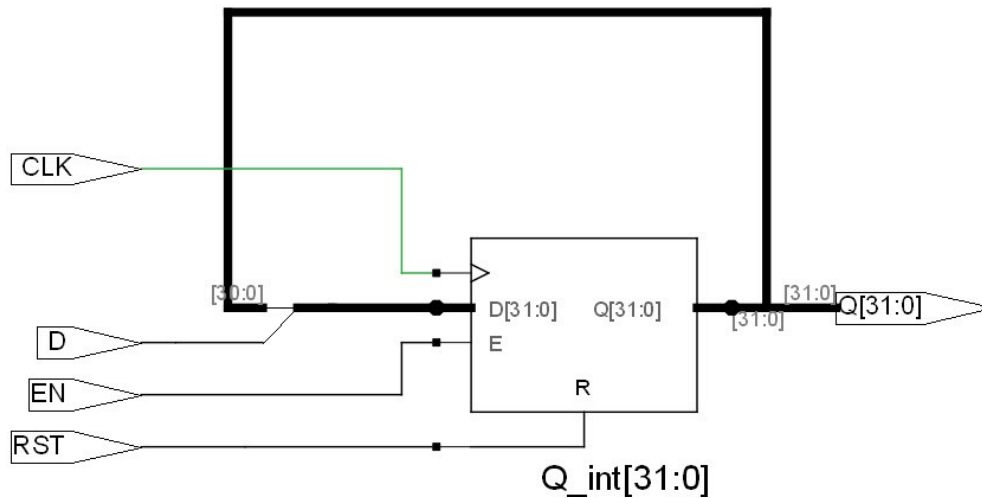 CLK
[30:0]
[31:0]
D[31:0]
Q[31:0]
Q[31:0]
[31:0]
D
E
EN
R
RST
Q_int[31:0]